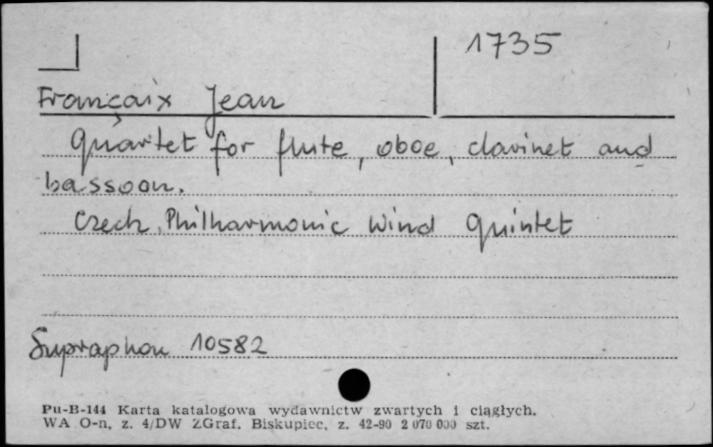 1735
Françaix Jean
Quartet for flute, oboe, clarinet and
bassoon.
Czech. Philharmonic Wind Quintet
Supraphon 10582
Pu-B-144 Karta katalogowa wydawnictw zwartych i ciągłych.
WA O-n, z. 4/DW ZGraf. Biskupiec, z. 42-90 2 070 000 szt.